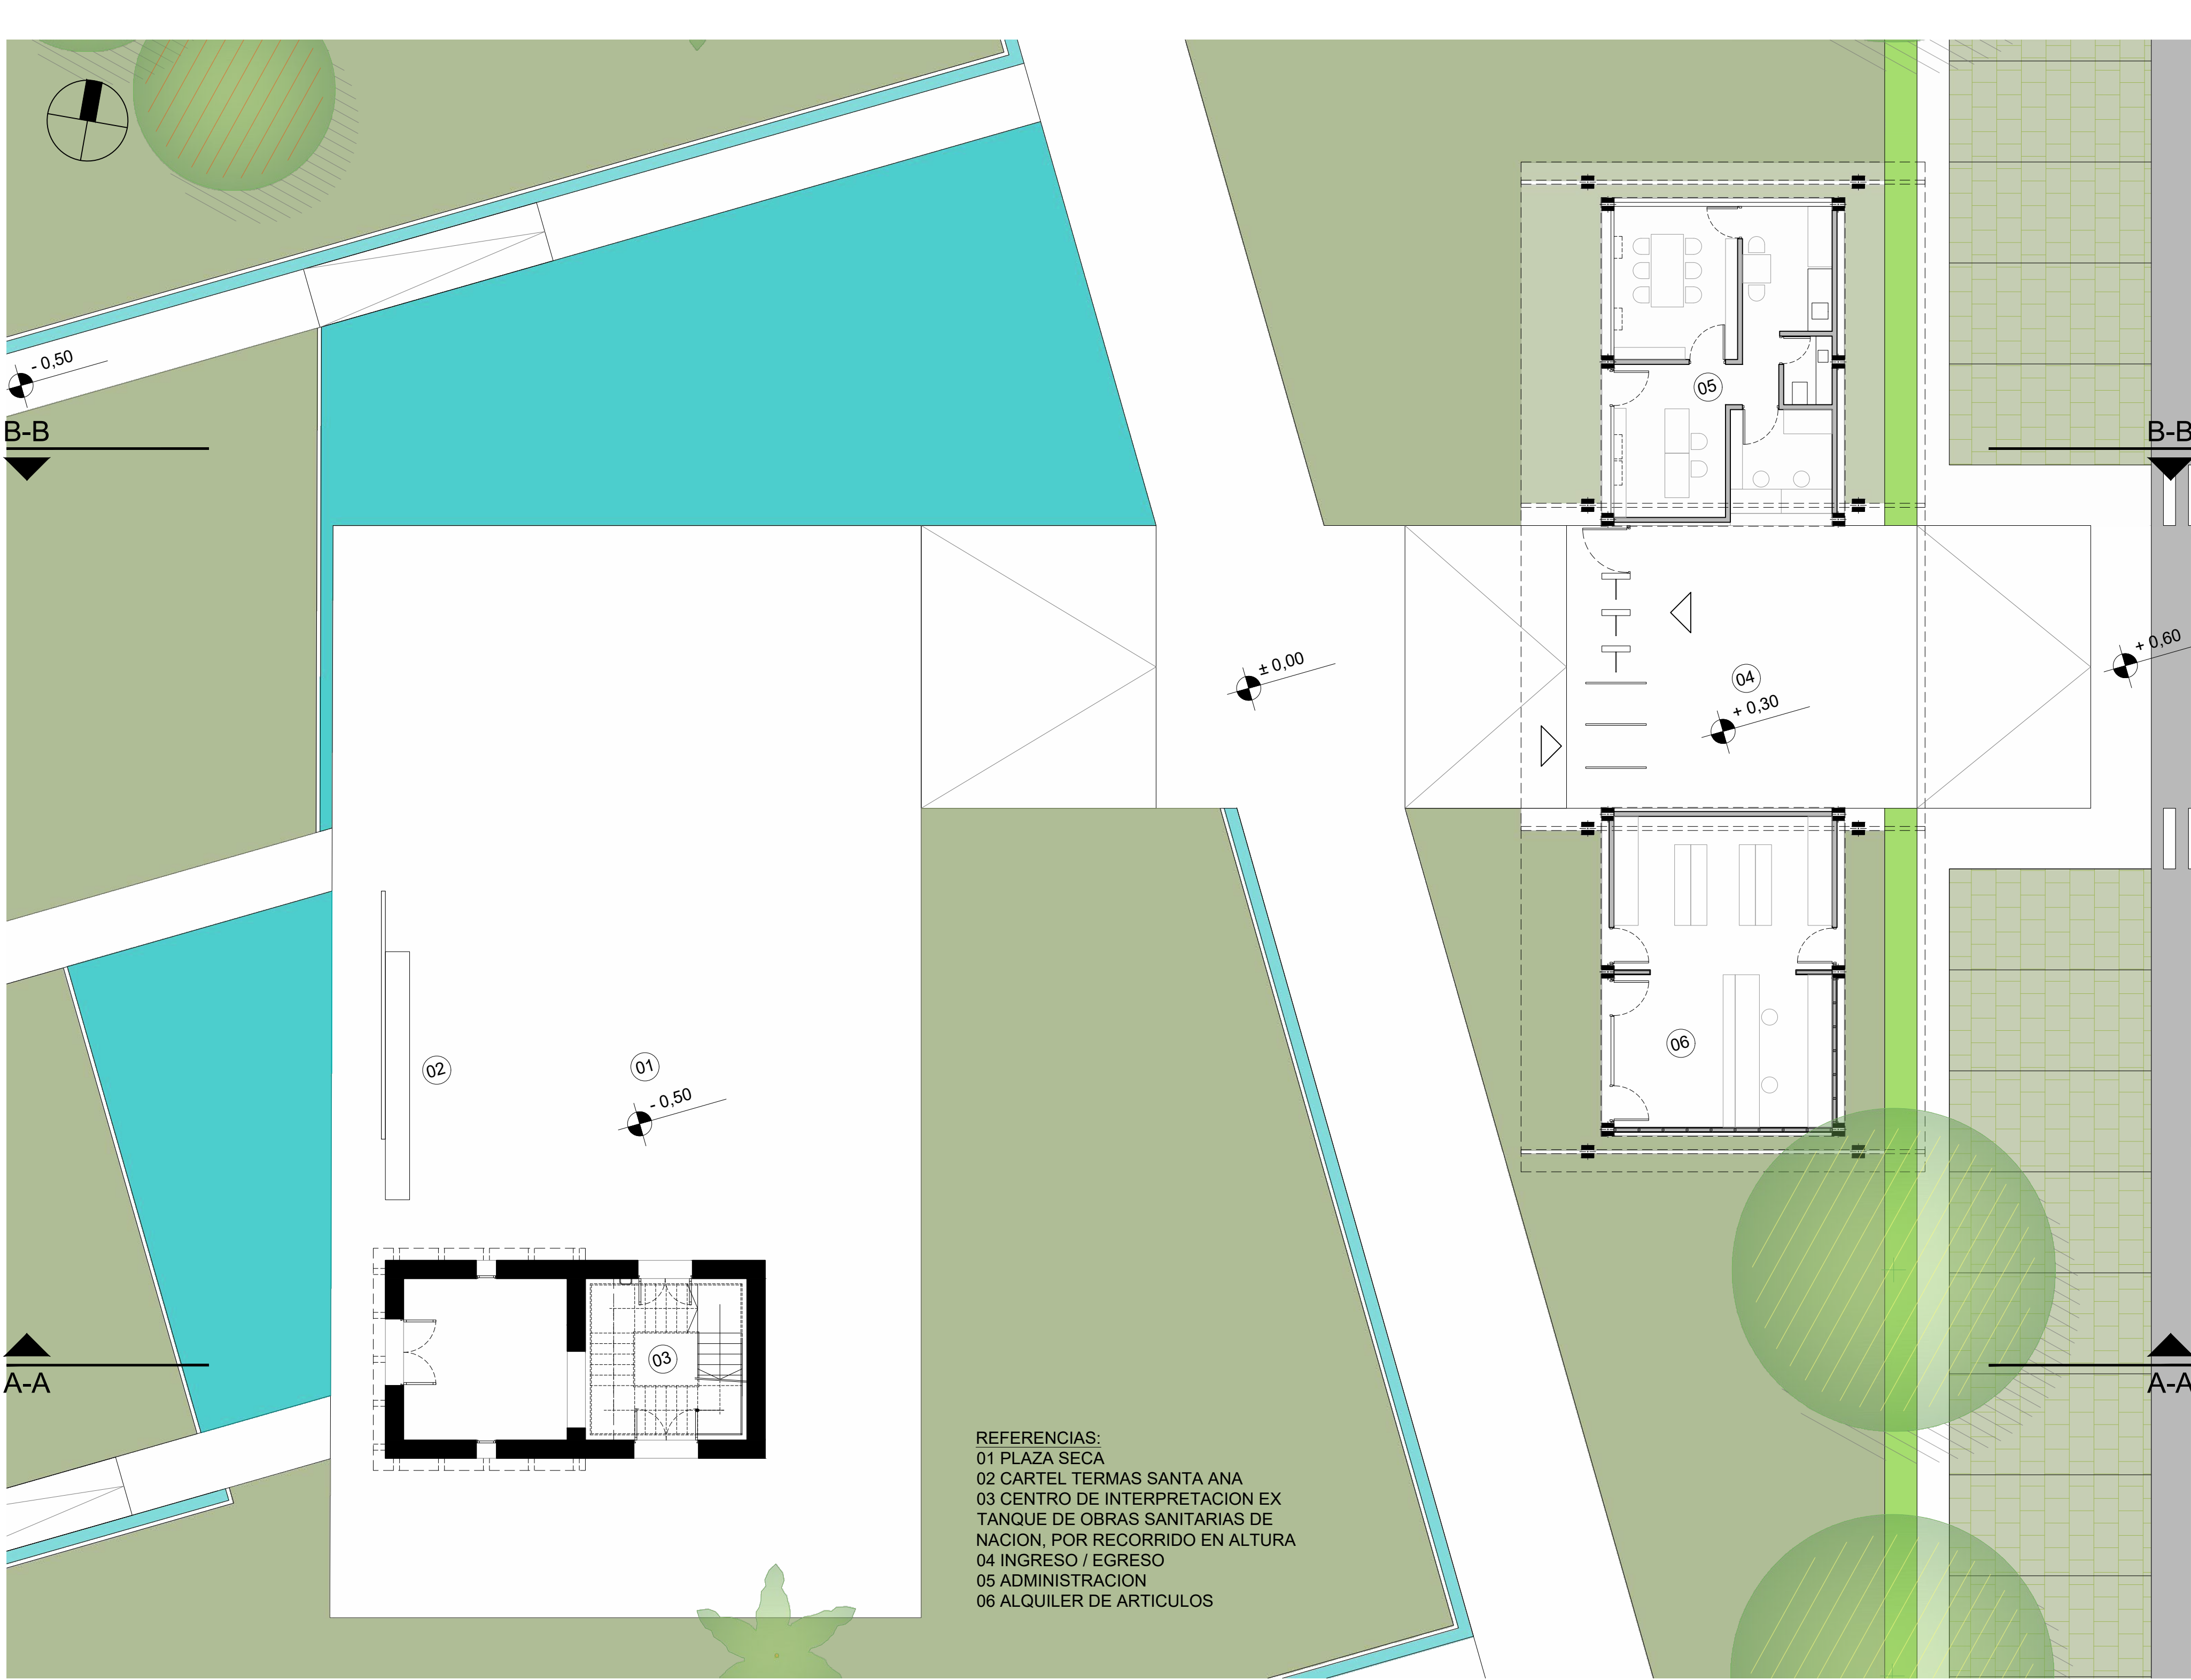 - 0,50
B-B
B-B
05
± 0,00
+ 0,60
04
+ 0,30
02
01
- 0,50
06
03
A-A
A-A
REFERENCIAS:
01 PLAZA SECA
02 CARTEL TERMAS SANTA ANA
03 CENTRO DE INTERPRETACION EX
TANQUE DE OBRAS SANITARIAS DE
NACION, POR RECORRIDO EN ALTURA
04 INGRESO / EGRESO
05 ADMINISTRACION
06 ALQUILER DE ARTICULOS